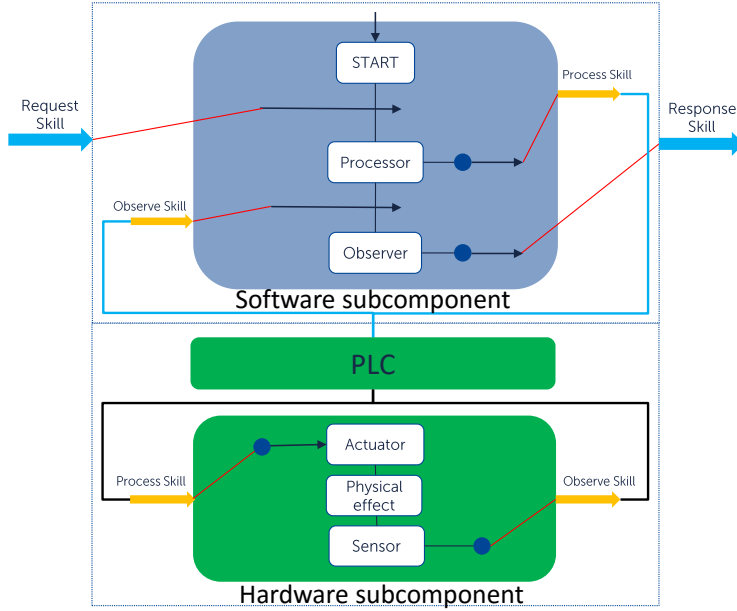 START
Process Skill
Request
Skill
Response
Skill
Processor
Observe Skill
Observer
Software subcomponent
PLC
Actuator
Process Skill
Physical
effect
Observe Skill
Sensor
Hardware subcomponent